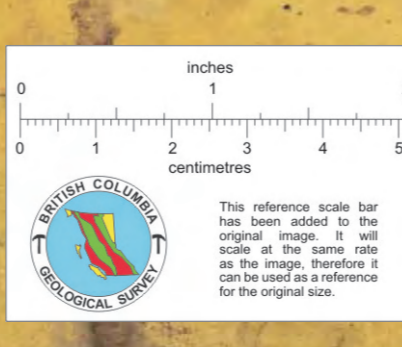 inches
0 1
0 1 2 3 4 5
centimetres
BRITISH COLUMBIA
GEOLOGICAL SURVEY
This reference scale bar
has been added to the
original image. It will
scale at the same rate
as the image, therefore it
can be used as a reference
for the original size.